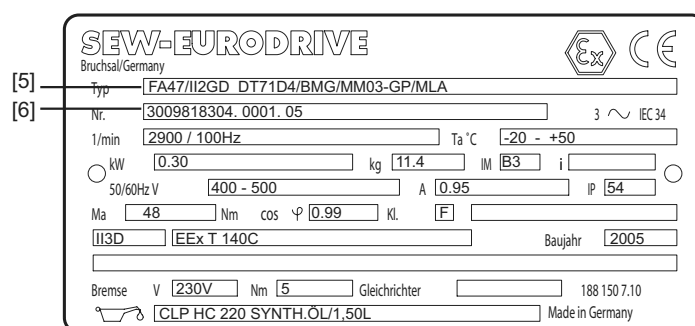 SEW-EURODRIVE
Bruchsal/Germany
[5] Typ FA47/II2GD DT71D4/BMG/MM03-GP/MLA
[6] Nr. 3009818304. 0001. 05 3 ~ IEC 34
1/min 2900 / 100Hz Ta °C -20 - +50
kW 0.30 kg 11.4 IM B3 i
50/60Hz V 400 - 500 A 0.95 IP 54
Ma 48 Nm cos φ 0.99 Kl. F
II3D EEx T 140C Baujahr 2005
Bremse V 230V Nm 5 Gleichrichter 188 150 7.10
CLP HC 220 SYNTH.ÖL/1,50L Made in Germany
εx CE